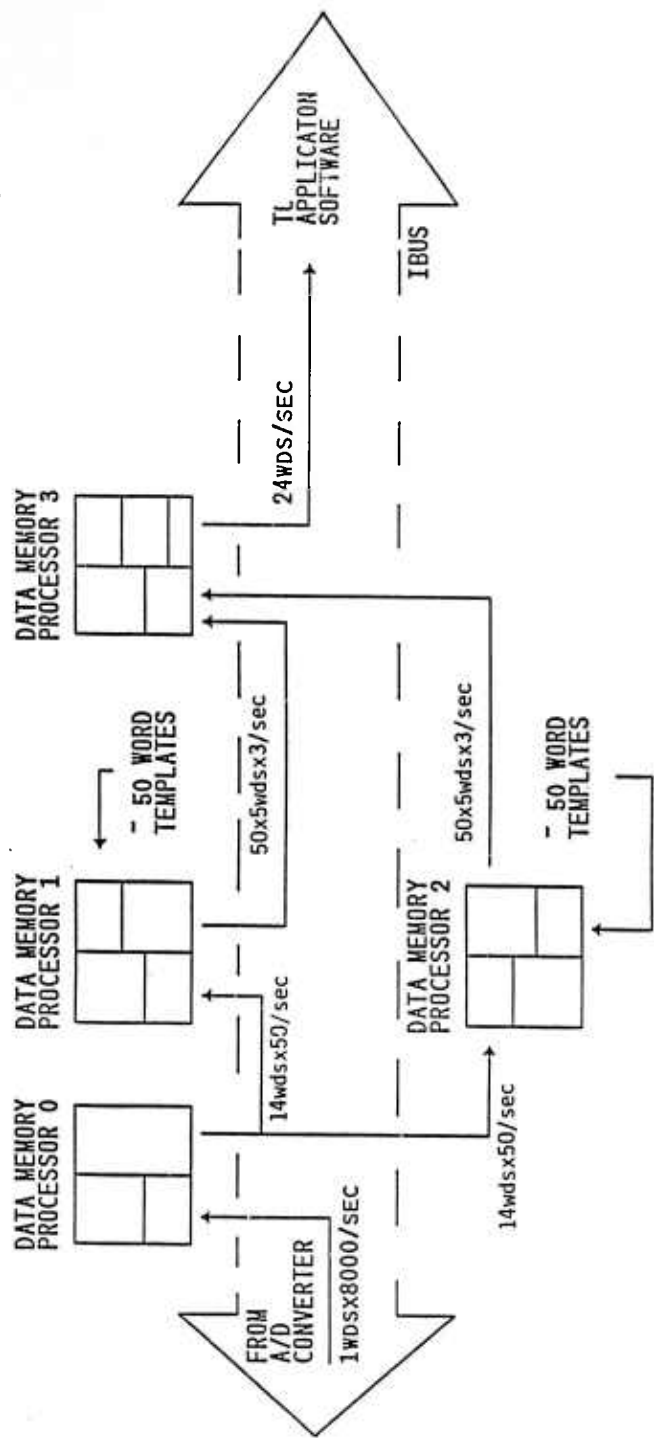 DATA MEMORY
PROCESSOR 0
DATA MEMORY
PROCESSOR 1
- 50 WORD
TEMPLATES
DATA MEMORY
PROCESSOR 3
FROM
A/D
CONVERTER
1WDSX8000/SEC
14wdsx50/sec
50x5wdsx3/sec
24WDS/SEC
APPLICATON
SOFTWARE
IBUS
14wdsx50/sec
DATA MEMORY
PROCESSOR 2
50x5wdsx3/sec
- 50 WORD
TEMPLATES